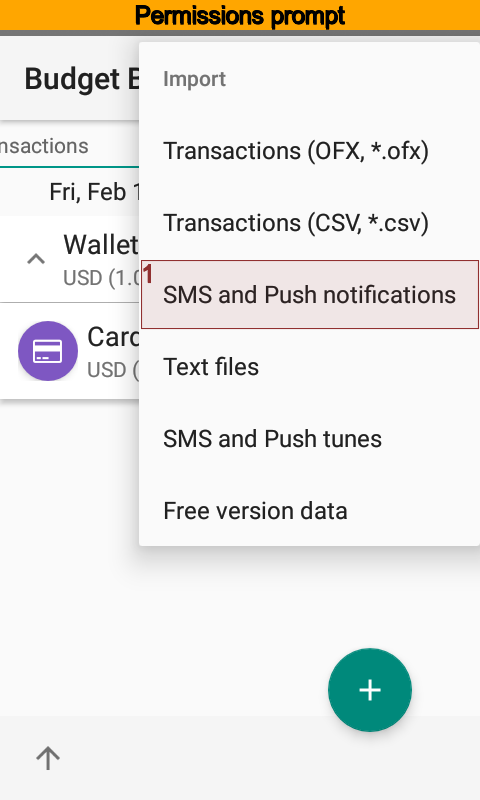 Permissions prompt
Budget B
Import
nsactions
Transactions (OFX, *.ofx)
Fri, Feb 1
Transactions (CSV, *.csv)
Wallet
USD (1.0
1
SMS and Push notifications
Card
USD (
Text files
SMS and Push tunes
Free version data